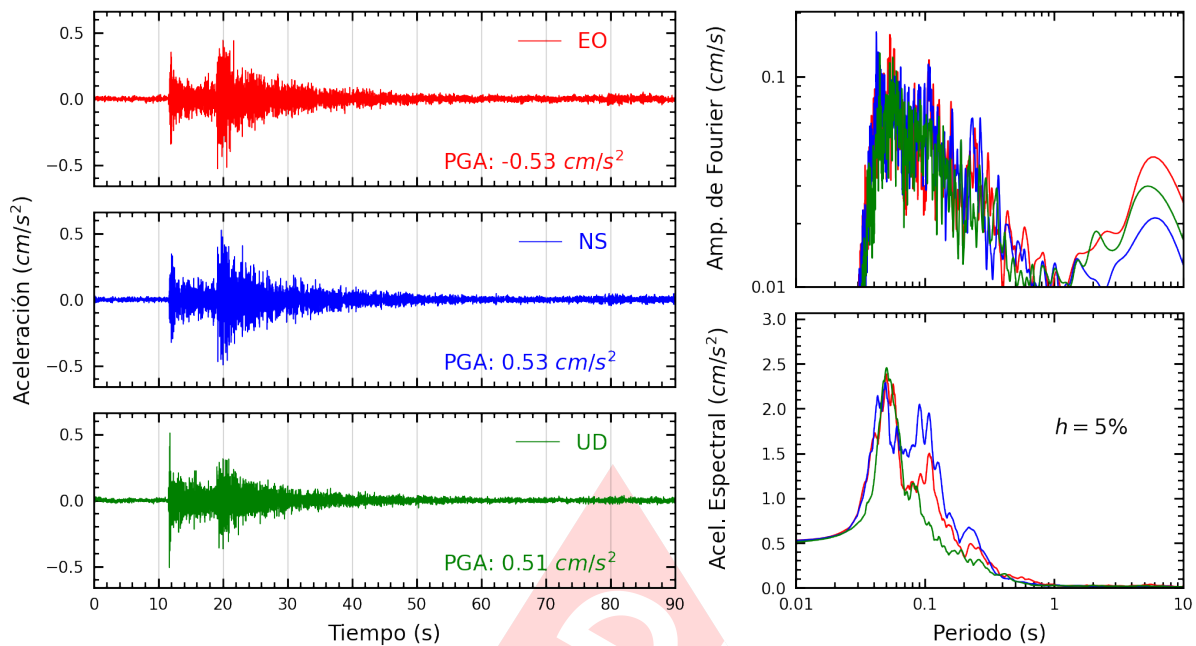 Aceleración (cm/s²)
0.5
0.0
−0.5
EO
PGA: -0.53 cm/s²
0.5
0.0
−0.5
NS
PGA: 0.53 cm/s²
0.5
0.0
−0.5
UD
PGA: 0.51 cm/s²
0 10 20 30 40 50 60 70 80 90
Tiempo (s)
Amp. de Fourier (cm/s)
0.1
0.01
Acel. Espectral (cm/s²)
3.0
2.5
2.0
1.5
1.0
0.5
0.0
h = 5%
0.01 0.1 1 10
Periodo (s)